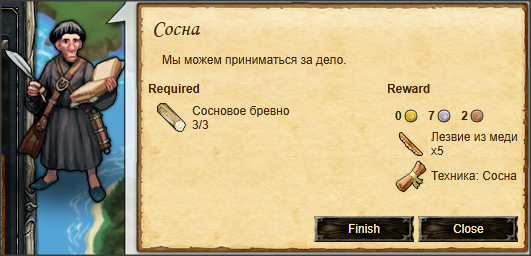 Сосна
Мы можем приниматься за дело.
Required
Сосновое бревно
3/3
Reward
0 7 2
Лезвие из меди
x5
Техника: Сосна
Finish Close